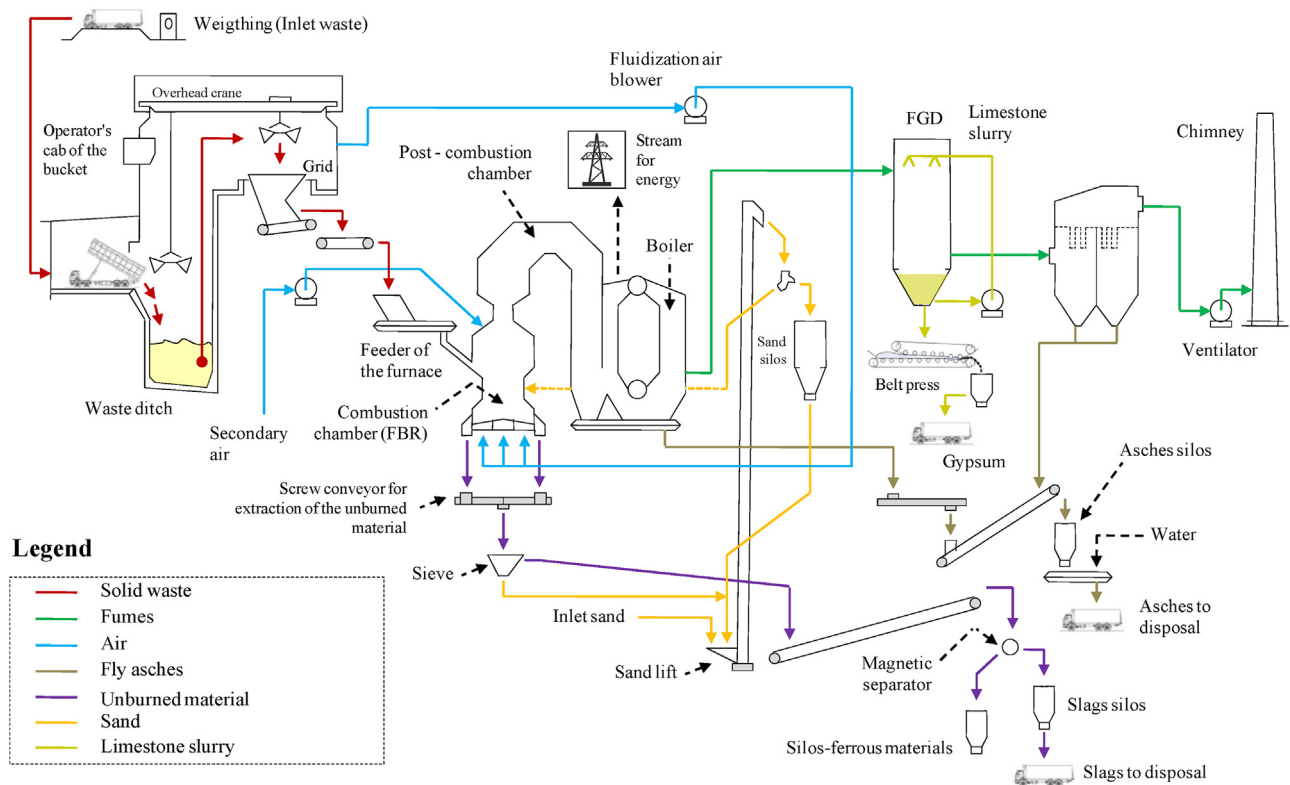 Weigthing (Inlet waste)
Overhead crane
Operator's
cab of the
bucket
Grid
Waste ditch
Secondary
air
Post - combustion
chamber
Stream
for
energy
Fluidization air
blower
Boiler
Feeder of
the furnace
Combustion
chamber (FBR)
Screw conveyor for
extraction of the unburned
material
Sieve
Inlet sand
Sand lift
Sand
silos
FGD
Limestone
slurry
Belt press
Gypsum
Chimney
Ventilator
Asches silos
Water
Asches to
disposal
Magnetic
separator
Silos-ferrous materials
Slags silos
Slags to disposal
Legend
Solid waste
Fumes
Air
Fly asches
Unburned material
Sand
Limestone slurry